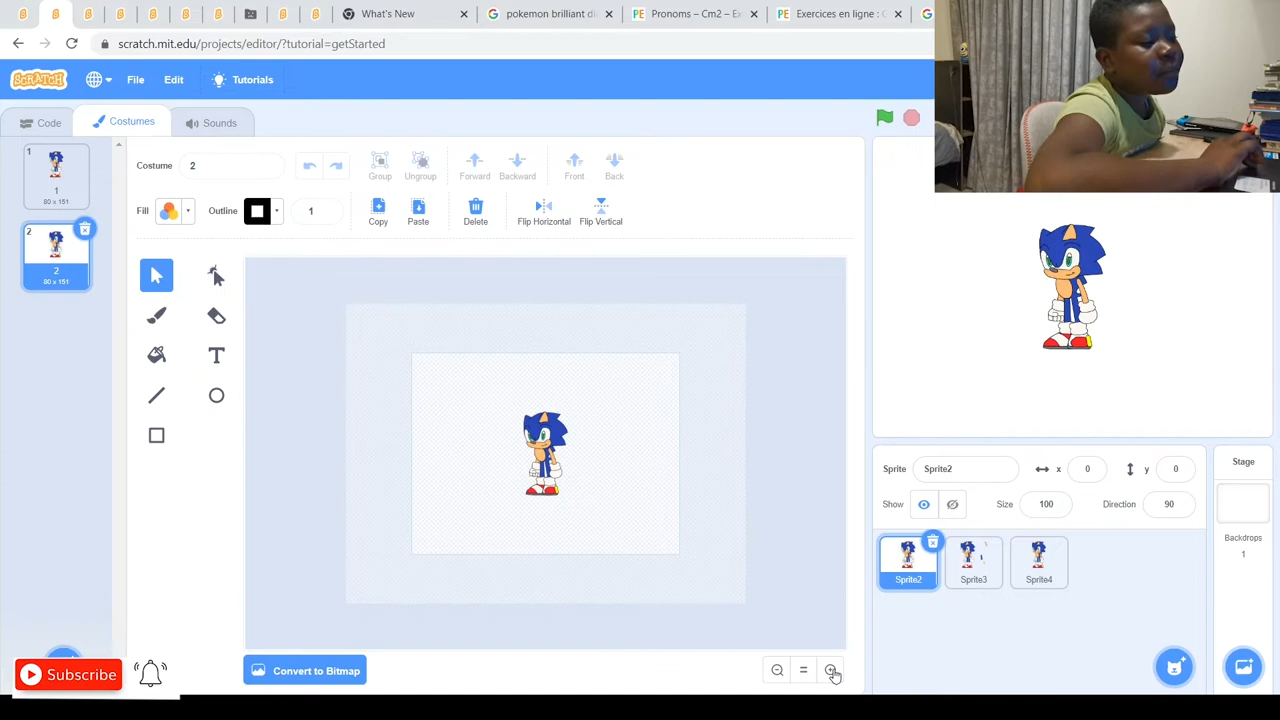 What's New
pokemon brilliant di
Pronoms – Cm2 – Ex
Exercices en ligne : C
scratch.mit.edu/projects/editor/?tutorial=getStarted
SCRATCH
File
Edit
Tutorials
Code
Costumes
Sounds
1
1
80 x 151
2
2
80 x 151
Costume
2
Group
Ungroup
Forward
Backward
Front
Back
Fill
Outline
1
Copy
Paste
Delete
Flip Horizontal
Flip Vertical
T
Convert to Bitmap
Subscribe
Sprite
Sprite2
x
0
y
0
Show
Size
100
Direction
90
Sprite2
Sprite3
Sprite4
Stage
Backdrops
1